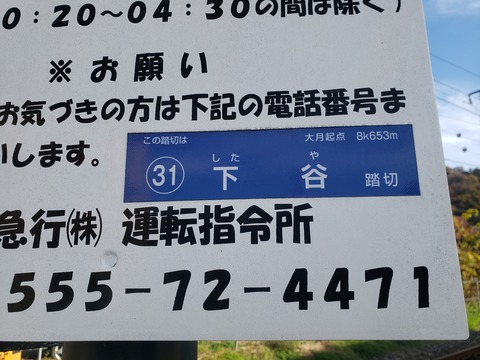 0:20～04:30の間は除く)
※お願い
お気づきの方は下記の電話番号ま
いします。
この踏切は 大月起点 8k653m
した や
31 下谷 踏切
急行㈱ 運転指令所
555-72-4471